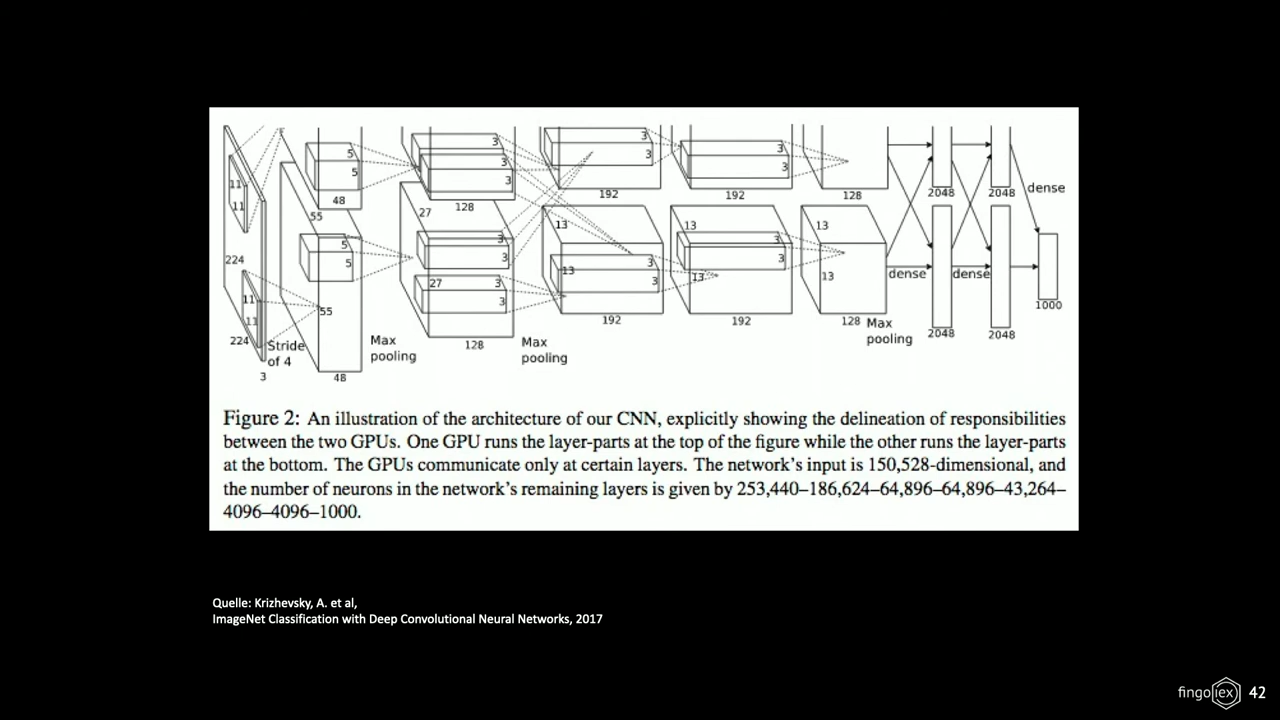 11
11
5
5
48
55
3
3
3
27
128
3
3
192
3
3
192
128
2048
2048
dense
224
11
11
224
5
5
55
Stride
of 4
3
48
Max
pooling
3
3
27
3
3
128
Max
pooling
13
13
3
3
192
13
13
3
3
192
13
13
128
Max
pooling
dense
dense
2048
2048
1000
Figure 2: An illustration of the architecture of our CNN, explicitly showing the delineation of responsibilities
between the two GPUs. One GPU runs the layer-parts at the top of the figure while the other runs the layer-parts
at the bottom. The GPUs communicate only at certain layers. The network's input is 150,528-dimensional, and
the number of neurons in the network's remaining layers is given by 253,440–186,624–64,896–64,896–43,264–
4096–4096–1000.
Quelle: Krizhevsky, A. et al,
ImageNet Classification with Deep Convolutional Neural Networks, 2017
fingolex 42